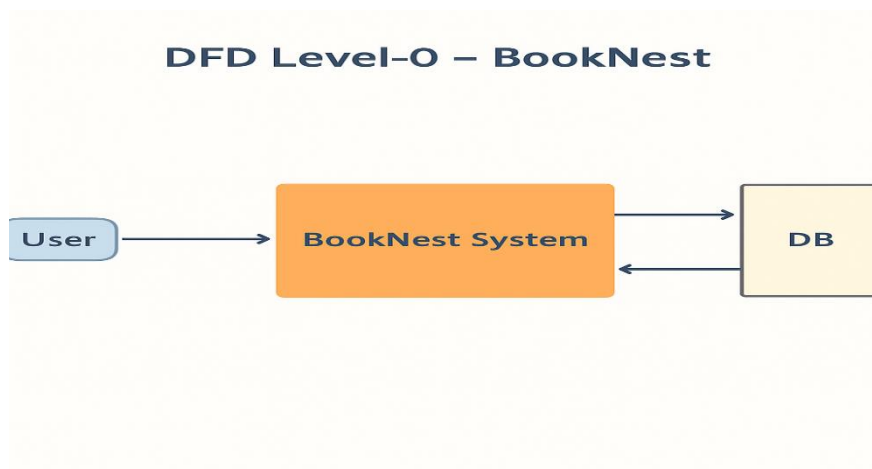 DFD Level-0 – BookNest
User
BookNest System
DB